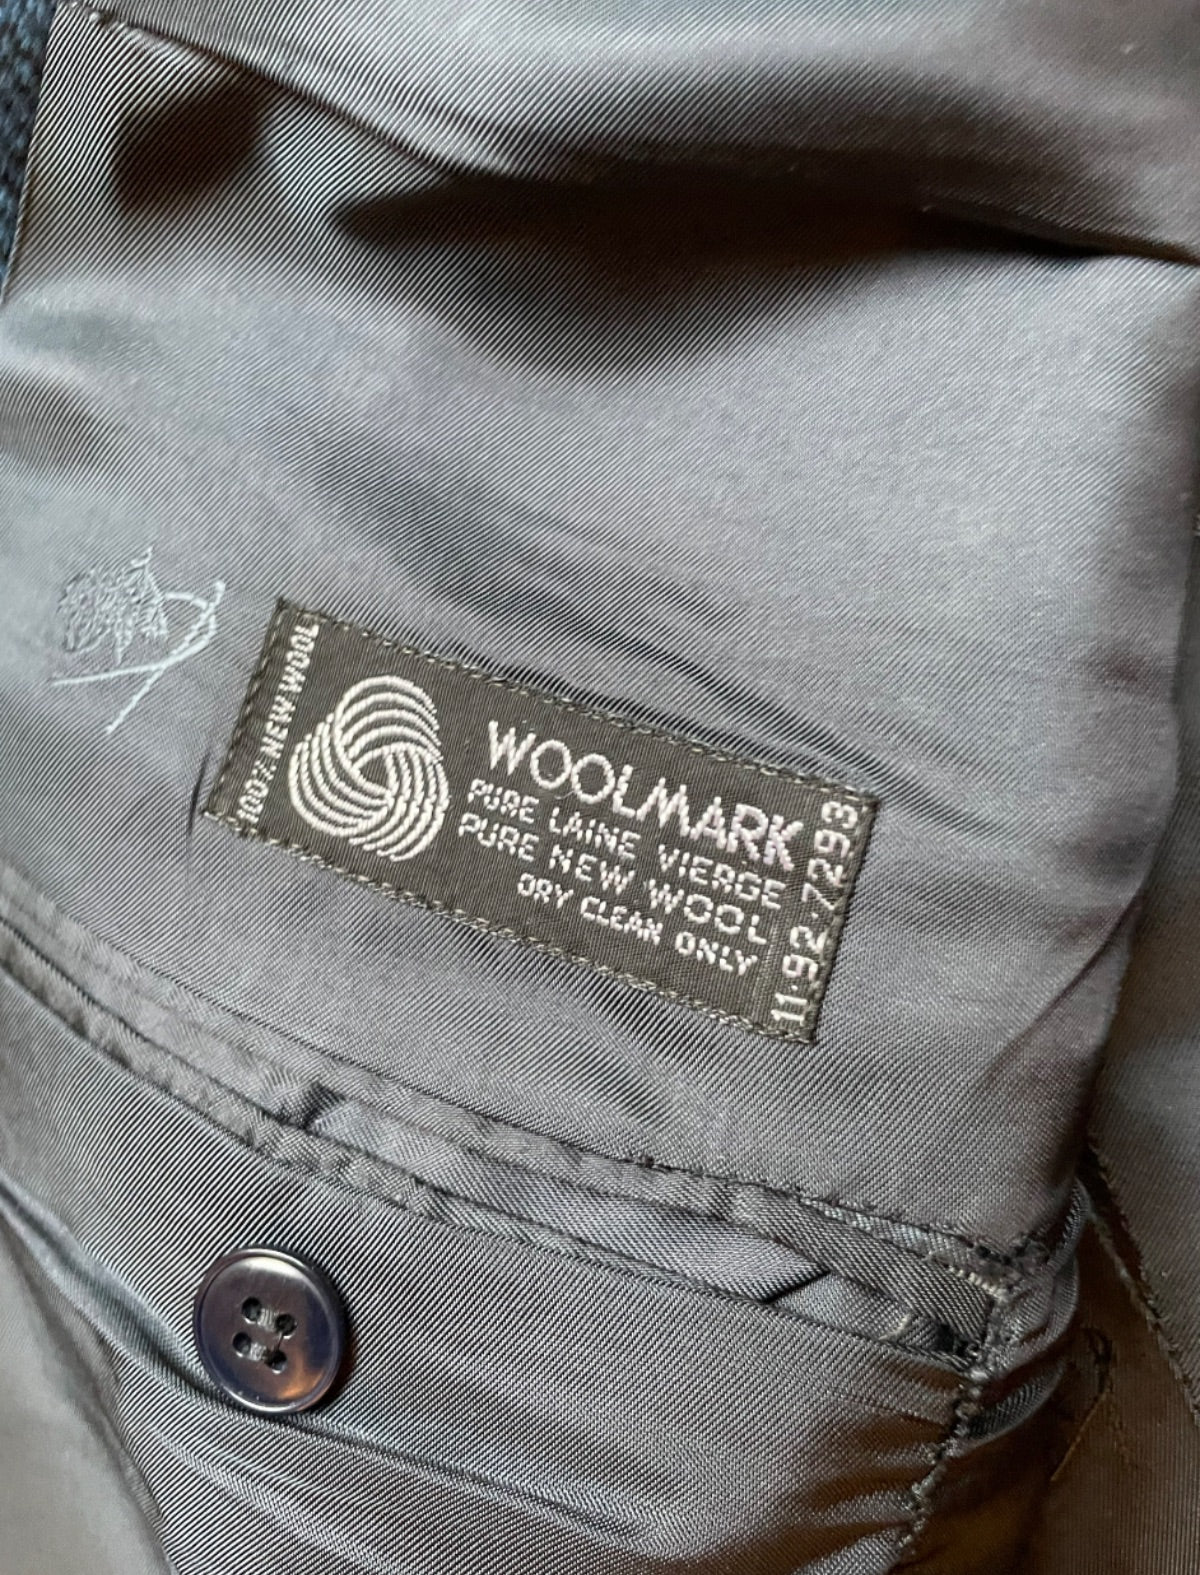 100% NEW WOOL
WOOLMARK
PURE LAINE VIERGE
PURE NEW WOOL
DRY CLEAN ONLY
11·92·7293